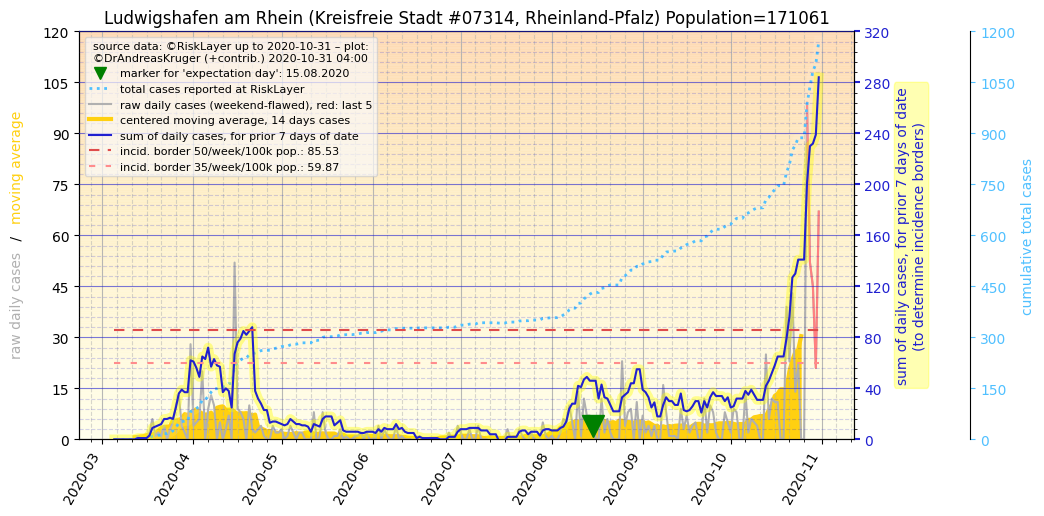 Ludwigshafen am Rhein (Kreisfreie Stadt #07314, Rheinland-Pfalz) Population=171061
source data: ©RiskLayer up to 2020-10-31 – plot:
©DrAndreasKruger (+contrib.) 2020-10-31 04:00
marker for 'expectation day': 15.08.2020
total cases reported at RiskLayer
raw daily cases (weekend-flawed), red: last 5
centered moving average, 14 days cases
sum of daily cases, for prior 7 days of date
incid. border 50/week/100k pop.: 85.53
incid. border 35/week/100k pop.: 59.87
raw daily cases / moving average
120
105
90
75
60
45
30
15
0
320
280
240
200
160
120
80
40
0
sum of daily cases, for prior 7 days of date
(to determine incidence borders)
1200
1050
900
750
600
450
300
150
0
cumulative total cases
2020-03
2020-04
2020-05
2020-06
2020-07
2020-08
2020-09
2020-10
2020-11